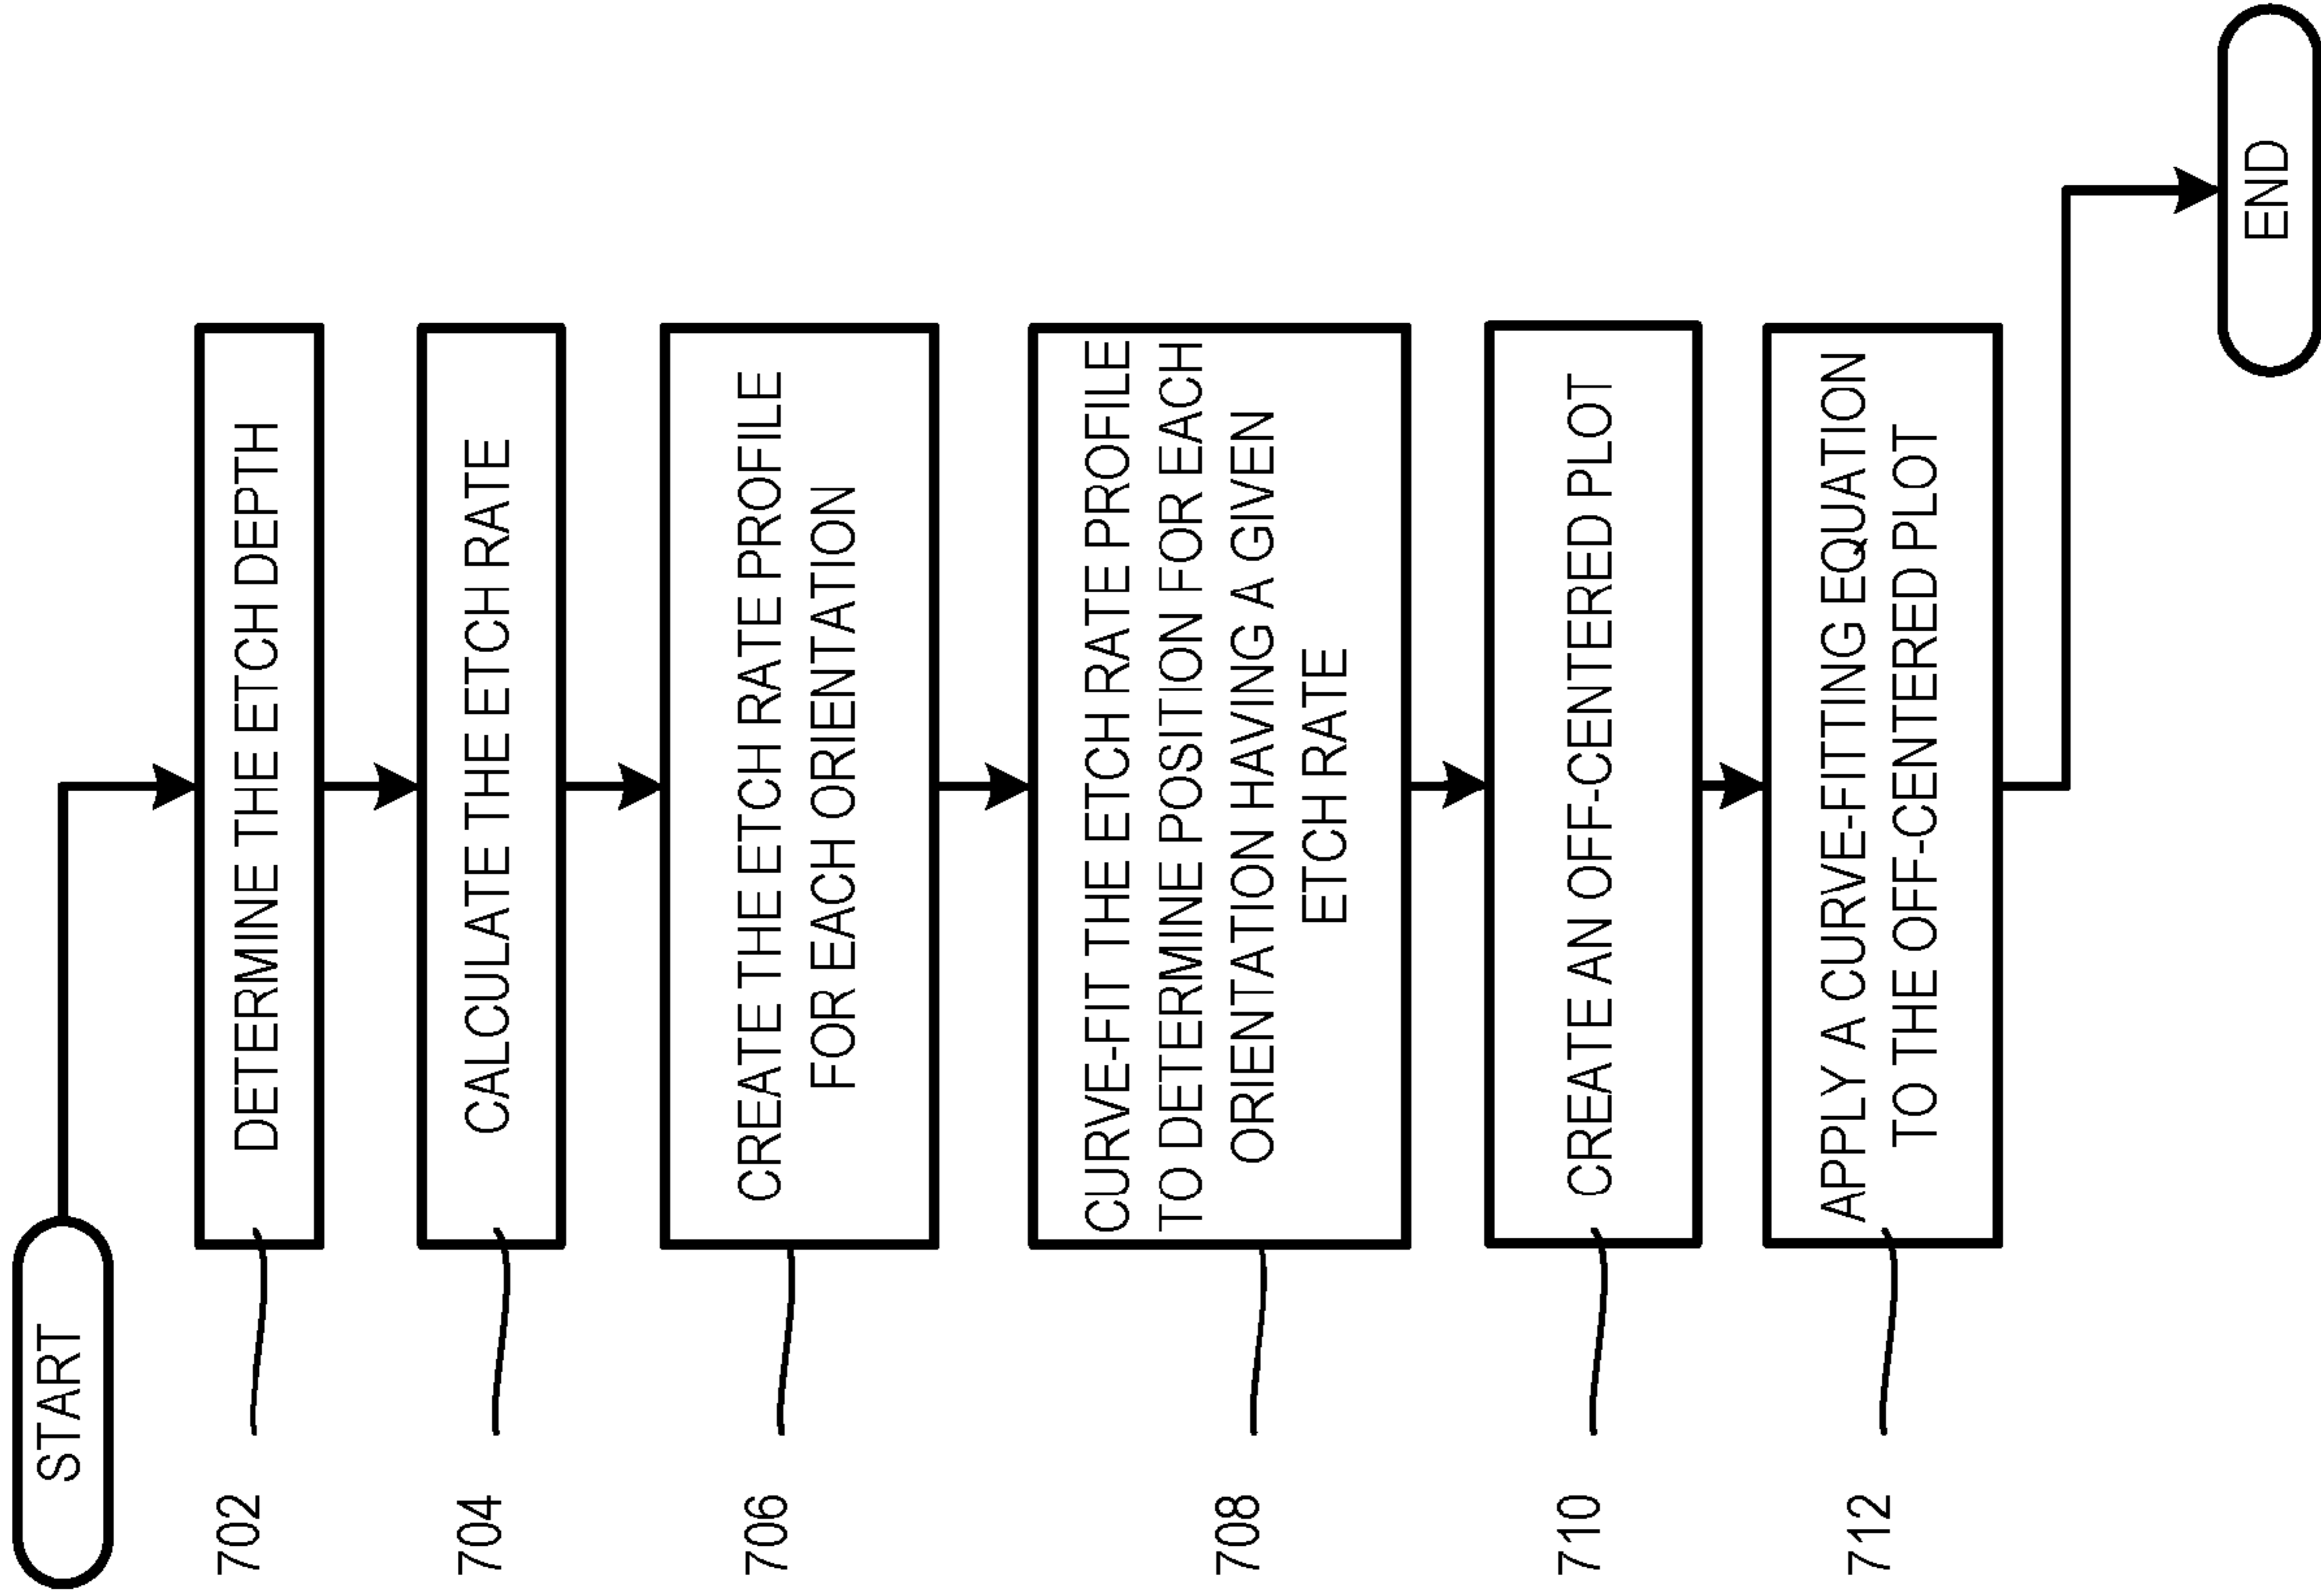 START
702
DETERMINE THE ETCH DEPTH
704
CALCULATE THE ETCH RATE
706
CREATE THE ETCH RATE PROFILE
FOR EACH ORIENTATION
708
CURVE-FIT THE ETCH RATE PROFILE
TO DETERMINE POSITION FOR EACH
ORIENTATION HAVING A GIVEN
ETCH RATE
710
CREATE AN OFF-CENTERED PLOT
712
APPLY A CURVE-FITTING EQUATION
TO THE OFF-CENTERED PLOT
END